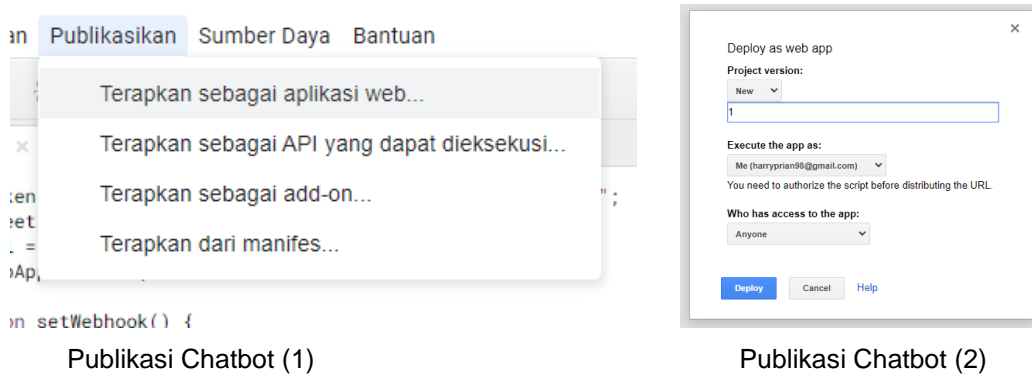 an Publikasikan Sumber Daya Bantuan
Terapkan sebagai aplikasi web...
Terapkan sebagai API yang dapat dieksekusi...
Terapkan sebagai add-on...
Terapkan dari manifes...
";
on setWebhook() {
Publikasi Chatbot (1)
Deploy as web app
Project version:
New
1
Execute the app as:
Me (harryprian98@gmail.com)
You need to authorize the script before distributing the URL.
Who has access to the app:
Anyone
Deploy Cancel Help
Publikasi Chatbot (2)